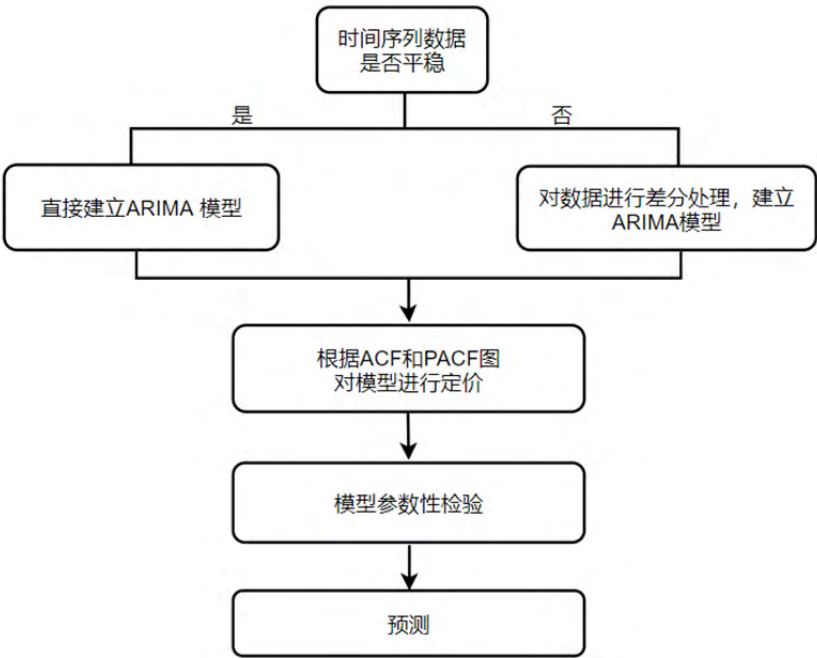 时间序列数据
是否平稳
是
否
直接建立ARIMA 模型
对数据进行差分处理，建立
ARIMA模型
根据ACF和PACF图
对模型进行定价
模型参数性检验
预测